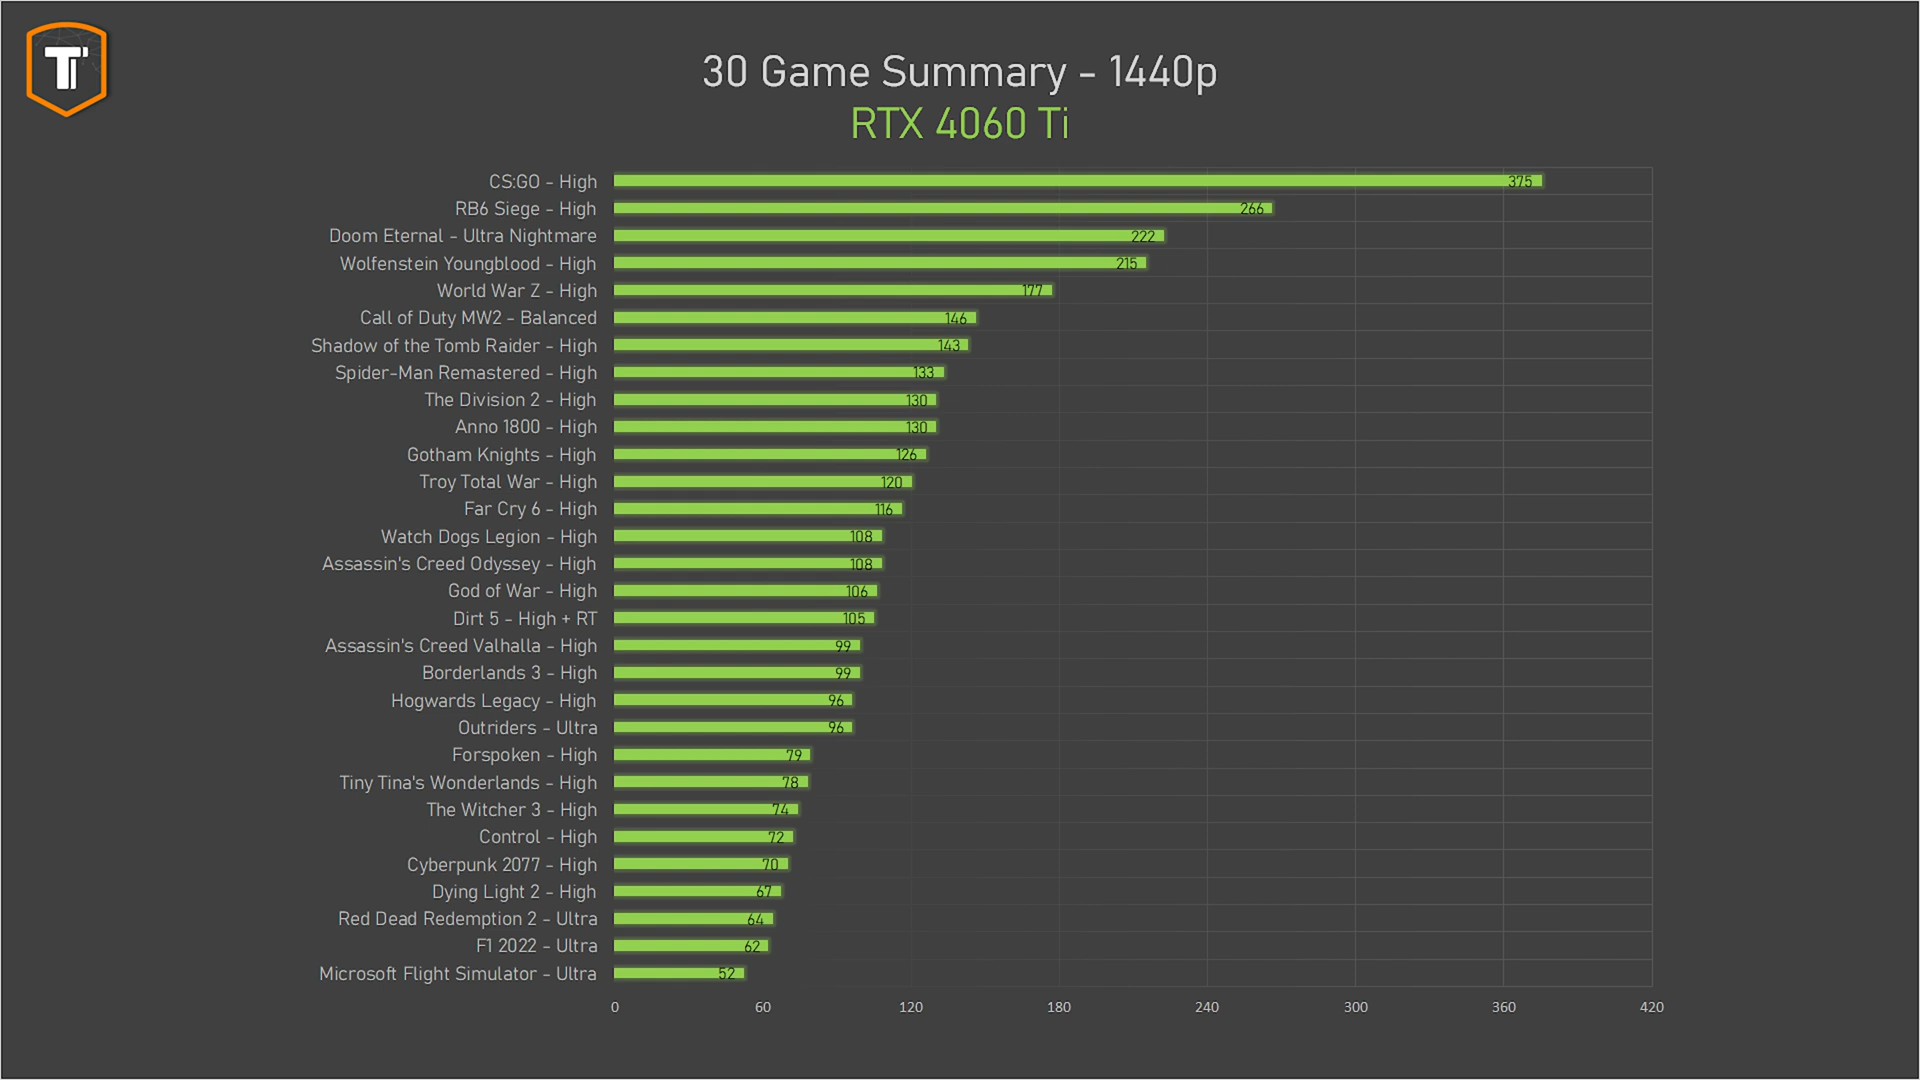 Ti
30 Game Summary - 1440p
RTX 4060 Ti
CS:GO - High 375
RB6 Siege - High 266
Doom Eternal - Ultra Nightmare 222
Wolfenstein Youngblood - High 215
World War Z - High 177
Call of Duty MW2 - Balanced 146
Shadow of the Tomb Raider - High 143
Spider-Man Remastered - High 133
The Division 2 - High 130
Anno 1800 - High 130
Gotham Knights - High 126
Troy Total War - High 120
Far Cry 6 - High 116
Watch Dogs Legion - High 108
Assassin's Creed Odyssey - High 108
God of War - High 106
Dirt 5 - High + RT 105
Assassin's Creed Valhalla - High 99
Borderlands 3 - High 99
Hogwards Legacy - High 96
Outriders - Ultra 96
Forspoken - High 79
Tiny Tina's Wonderlands - High 78
The Witcher 3 - High 74
Control - High 72
Cyberpunk 2077 - High 70
Dying Light 2 - High 67
Red Dead Redemption 2 - Ultra 64
F1 2022 - Ultra 62
Microsoft Flight Simulator - Ultra 52
0 60 120 180 240 300 360 420